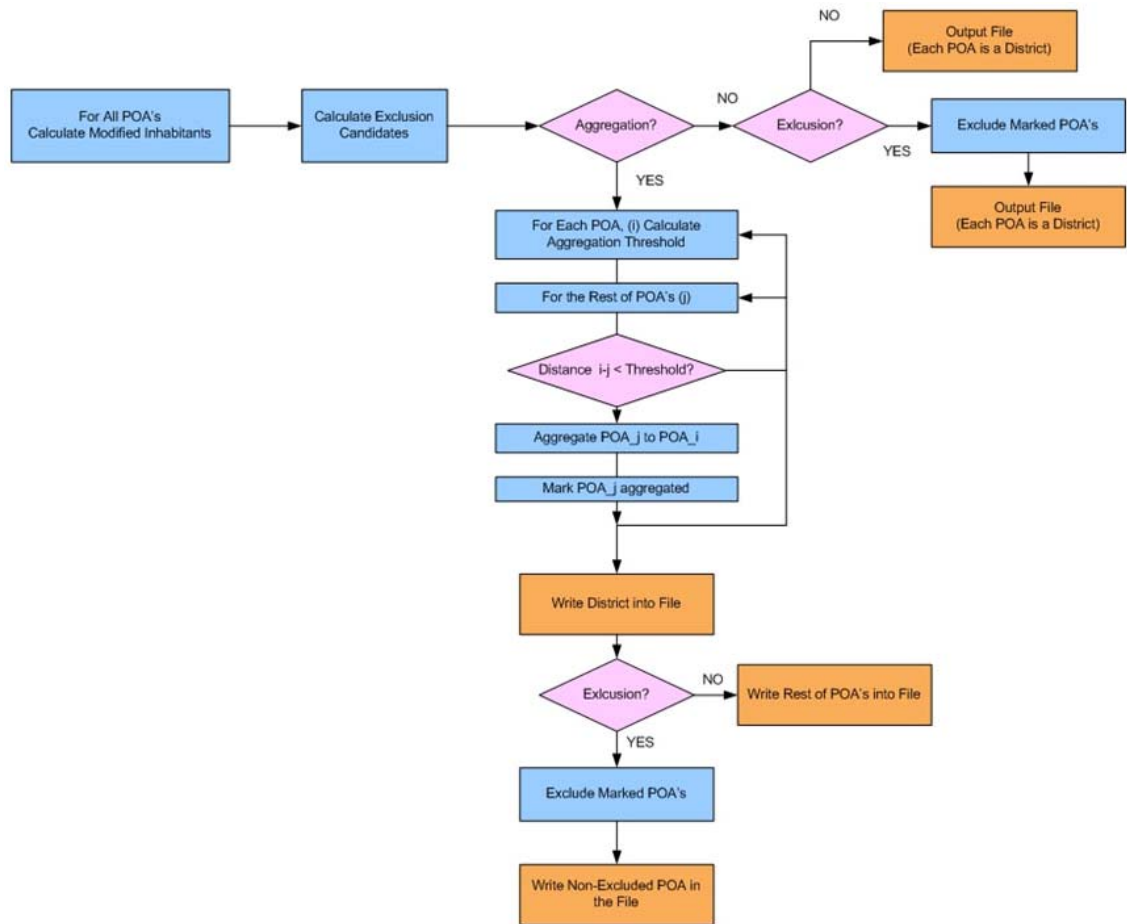 NO
Output File
(Each POA is a District)
For All POA's
Calculate Modified Inhabitants
Calculate Exclusion
Candidates
Aggregation?
NO
Exlcusion?
YES
Exclude Marked POA's
YES
Output File
(Each POA is a District)
For Each POA, (i) Calculate
Aggregation Threshold
For the Rest of POA's (j)
Distance i-j < Threshold?
Aggregate POA_j to POA_i
Mark POA_j aggregated
Write District into File
Exlcusion?
NO
Write Rest of POA's into File
YES
Exclude Marked POA's
Write Non-Excluded POA in
the File